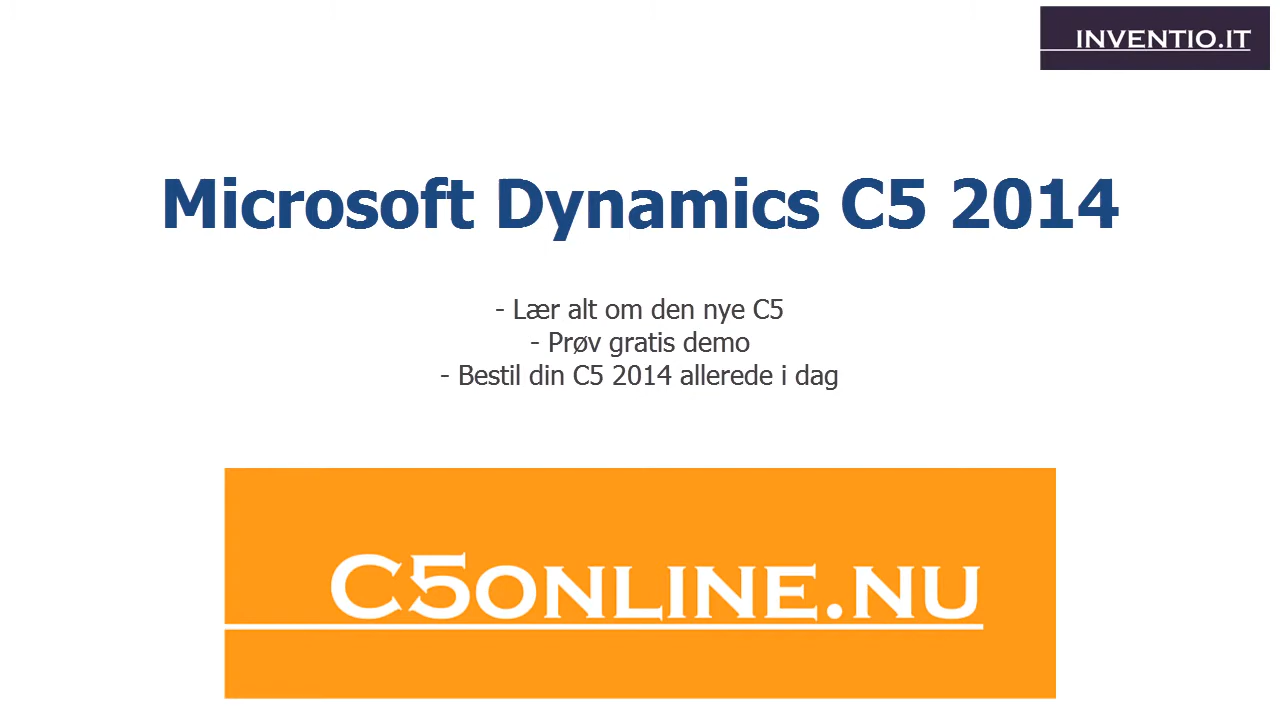 INVENTIO.IT
Microsoft Dynamics C5 2014
- Lær alt om den nye C5
- Prøv gratis demo
- Bestil din C5 2014 allerede i dag
C5ONLINE.NU